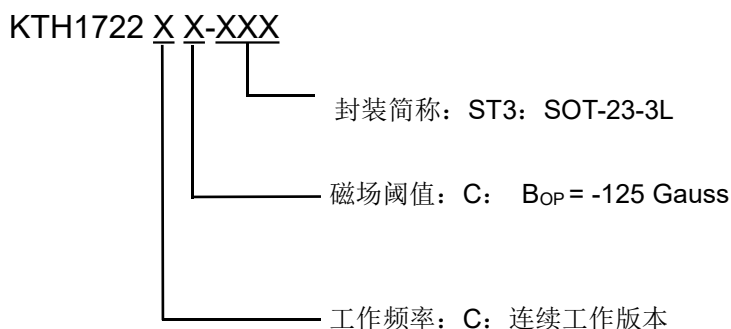 KTH1722 X X-XXX
封装简称：ST3：SOT-23-3L
磁场阈值：C： BOP = -125 Gauss
工作频率：C：连续工作版本